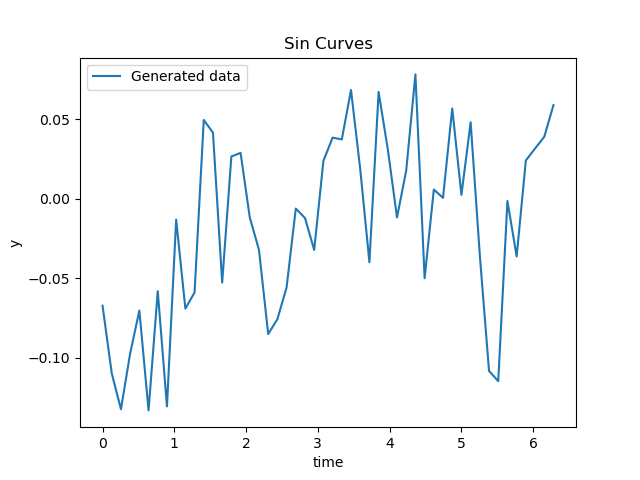 Sin Curves
Generated data
0.05
0.00
−0.05
−0.10
y
0 1 2 3 4 5 6
time